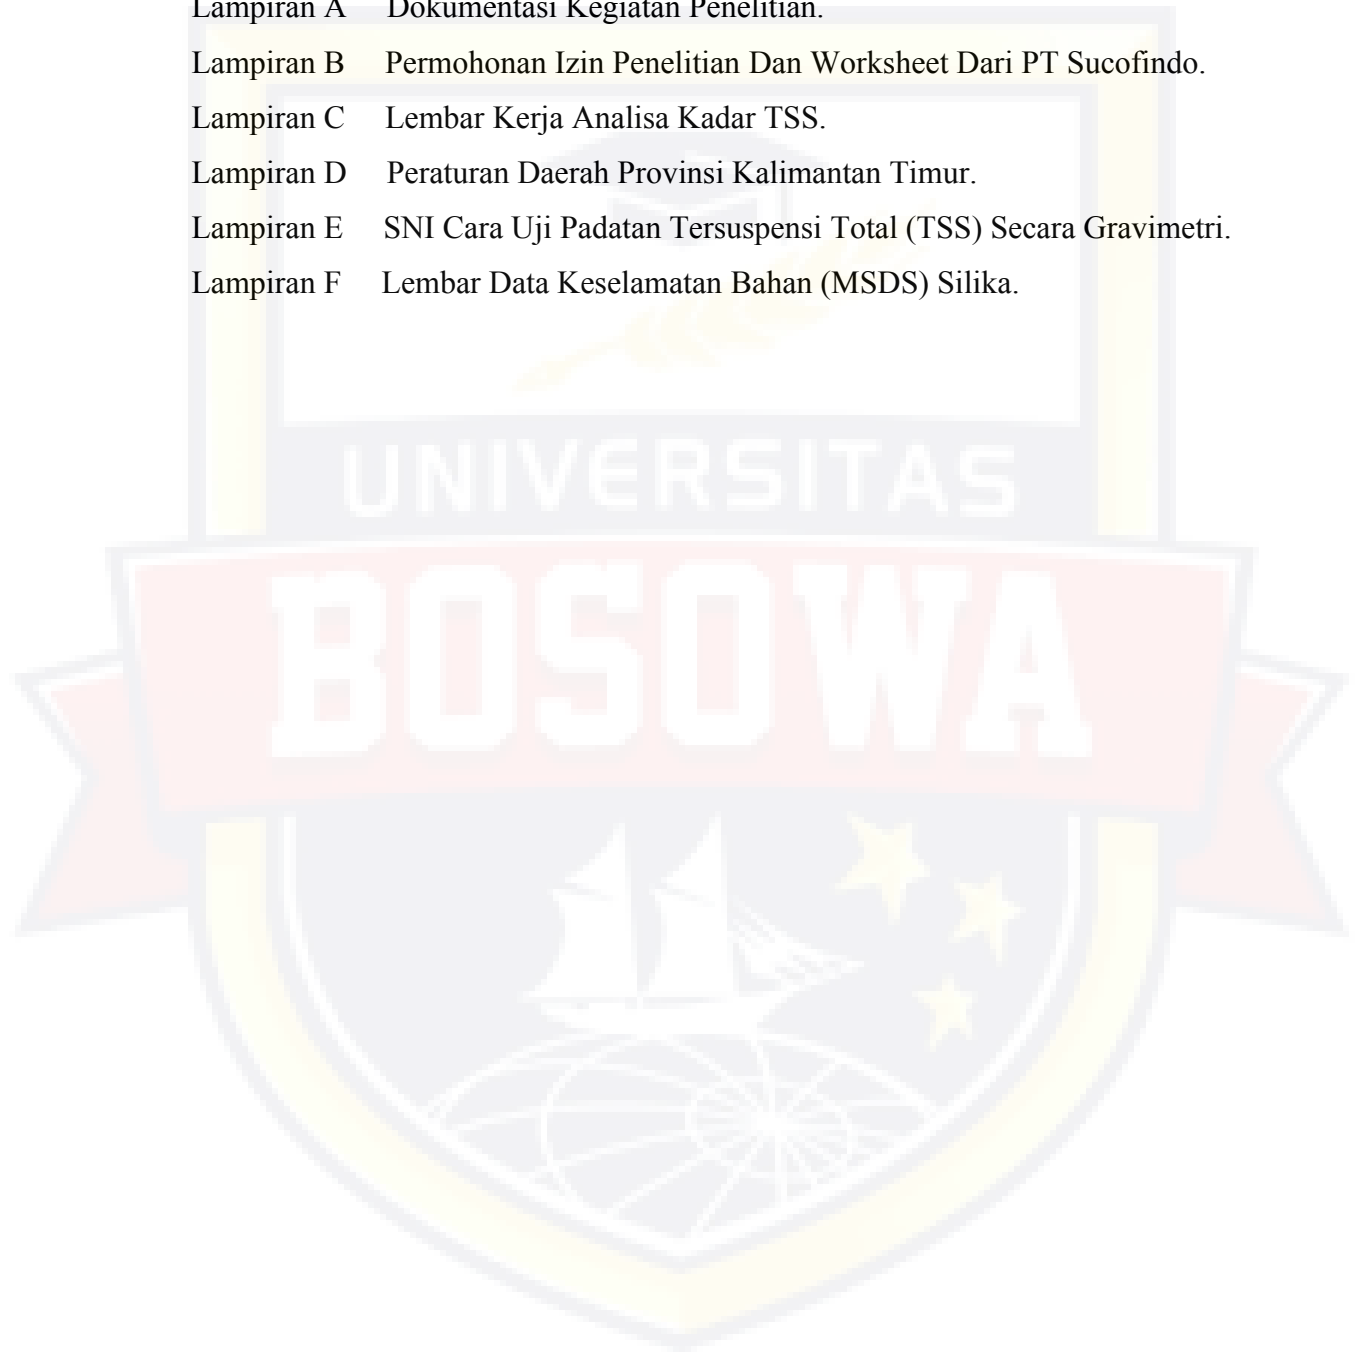 Lampiran A Dokumentasi Kegiatan Penelitian.
Lampiran B Permohonan Izin Penelitian Dan Worksheet Dari PT Sucofindo.
Lampiran C Lembar Kerja Analisa Kadar TSS.
Lampiran D Peraturan Daerah Provinsi Kalimantan Timur.
Lampiran E SNI Cara Uji Padatan Tersuspensi Total (TSS) Secara Gravimetri.
Lampiran F Lembar Data Keselamatan Bahan (MSDS) Silika.
UNIVERSITAS
BOSOWA